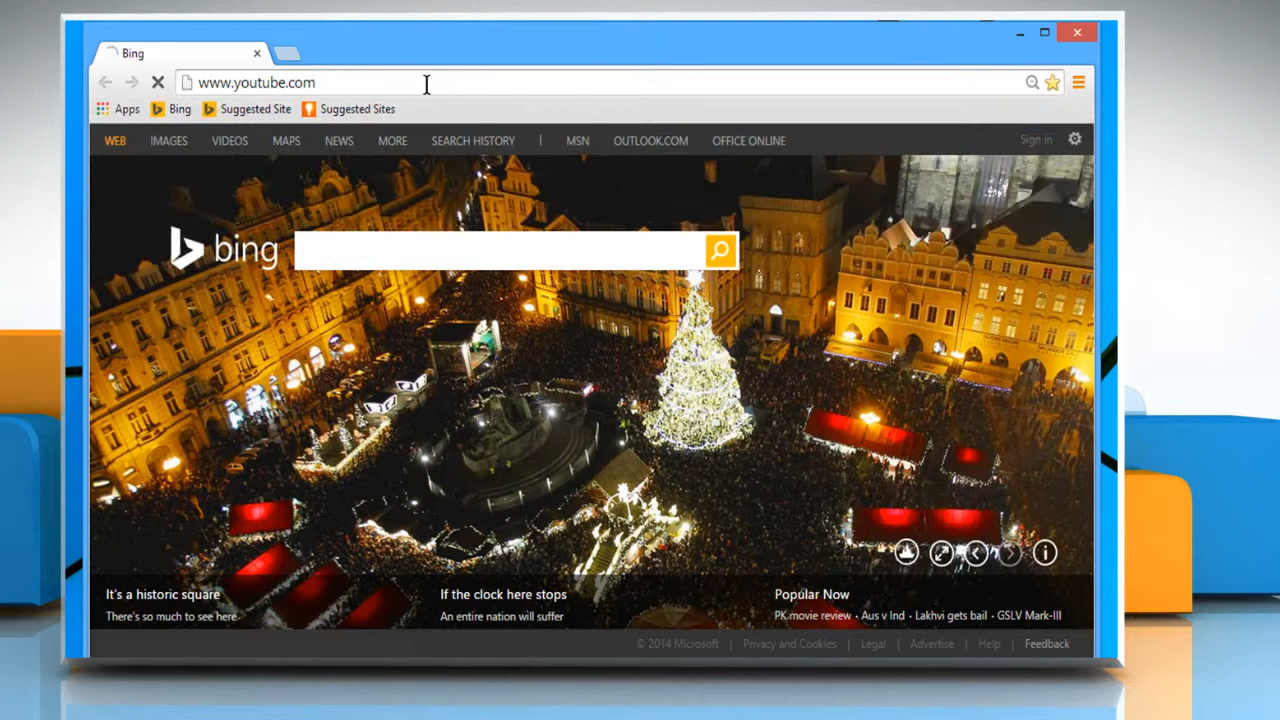 Bing
www.youtube.com
Apps Bing Suggested Site Suggested Sites
WEB IMAGES VIDEOS MAPS NEWS MORE SEARCH HISTORY | MSN OUTLOOK.COM OFFICE ONLINE Sign in
bing
It's a historic square If the clock here stops Popular Now
There's so much to see here An entire nation will suffer PK movie review · Aus v Ind · Lakhvi gets bail · GSLV Mark-III
© 2014 Microsoft | Privacy and Cookies | Legal | Advertise | Help | Feedback